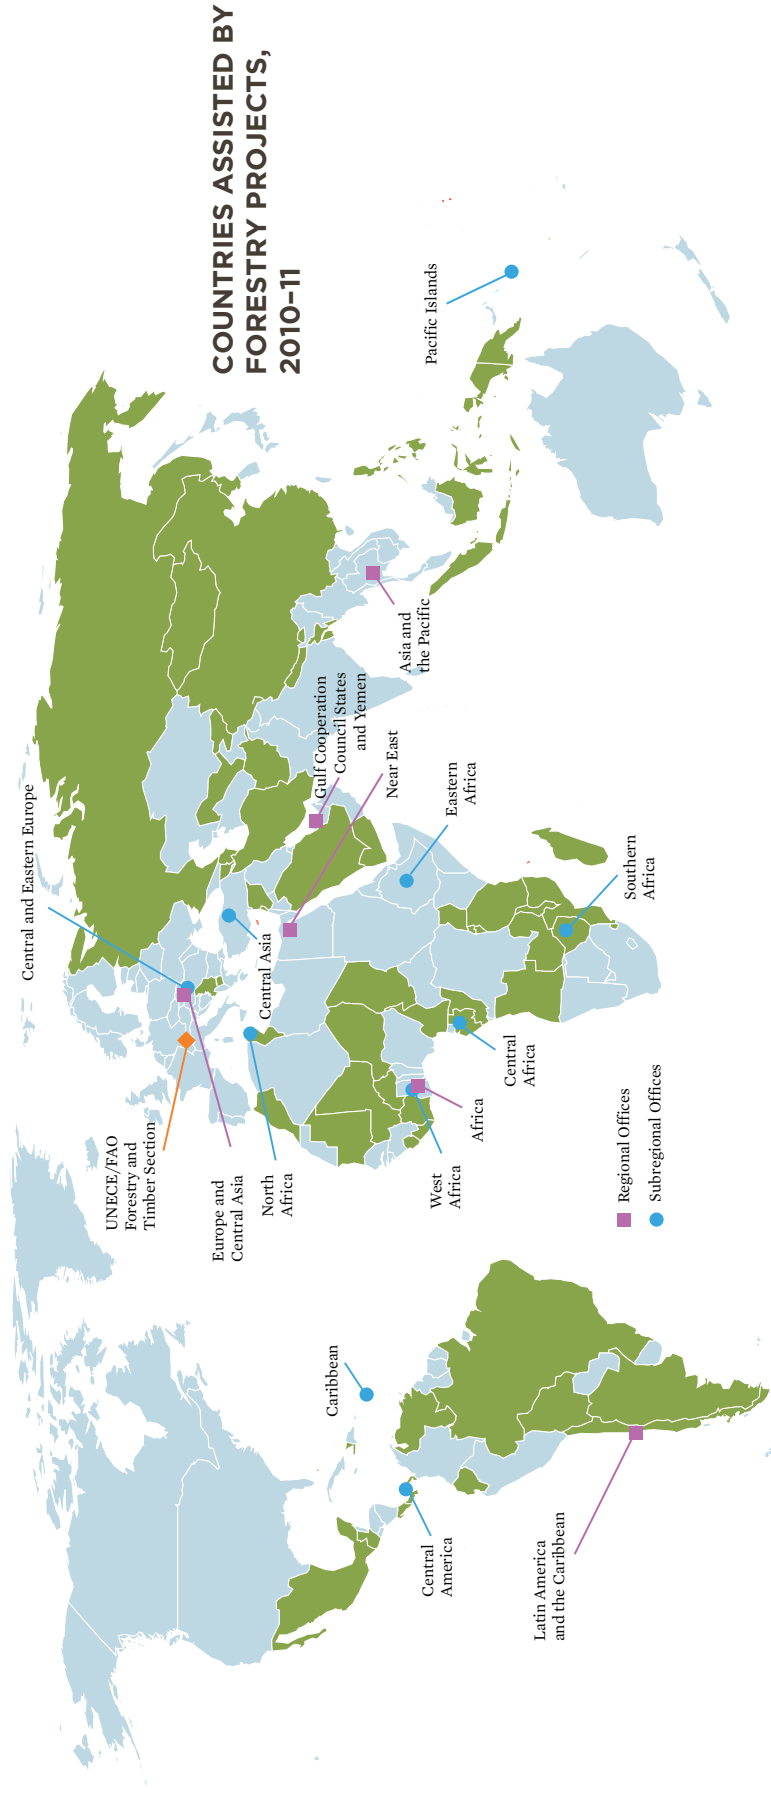 COUNTRIES ASSISTED BY
FORESTRY PROJECTS,
2010–11
Central and Eastern Europe
UNECE/FAO
Forestry and
Timber Section
Europe and
Central Asia
North
Africa
Central Asia
Gulf Cooperation
Council States
and Yemen
Near East
Asia and
the Pacific
Pacific Islands
Eastern
Africa
Southern
Africa
Central
Africa
Africa
West
Africa
Caribbean
Central
America
Latin America
and the Caribbean
Regional Offices
Subregional Offices